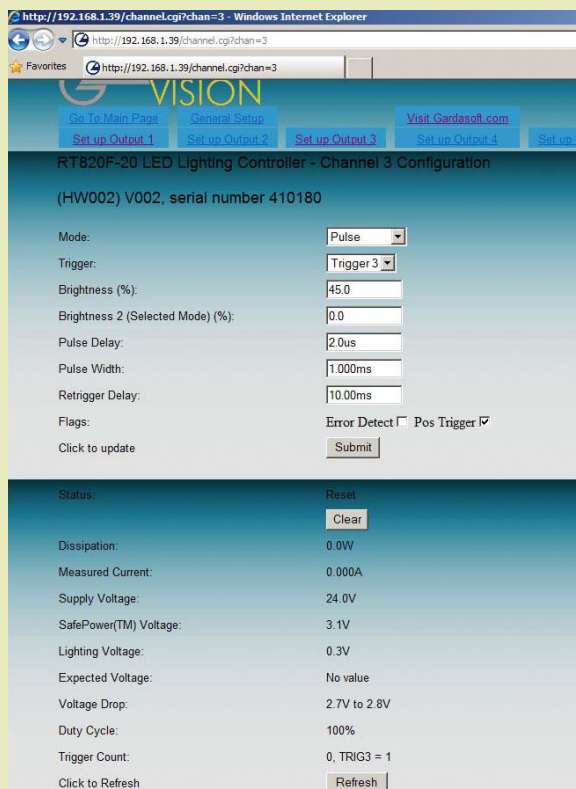 http://192.168.1.39/channel.cgi?chan=3 - Windows Internet Explorer
http://192.168.1.39/channel.cgi?chan=3
Favorites http://192.168.1.39/channel.cgi?chan=3
VISION
Go To Main Page General Setup Visit Gardasoft.com
Set up Output 1 Set up Output 2 Set up Output 3 Set up Output 4 Set up
RT820F-20 LED Lighting Controller - Channel 3 Configuration
(HW002) V002, serial number 410180
Mode: Pulse
Trigger: Trigger 3
Brightness (%): 45.0
Brightness 2 (Selected Mode) (%): 0.0
Pulse Delay: 2.0us
Pulse Width: 1.000ms
Retrigger Delay: 10.00ms
Flags: Error Detect Pos Trigger
Click to update Submit
Status: Reset
Clear
Dissipation: 0.0W
Measured Current: 0.000A
Supply Voltage: 24.0V
SafePower(TM) Voltage: 3.1V
Lighting Voltage: 0.3V
Expected Voltage: No value
Voltage Drop: 2.7V to 2.8V
Duty Cycle: 100%
Trigger Count: 0, TRIG3 = 1
Click to Refresh Refresh